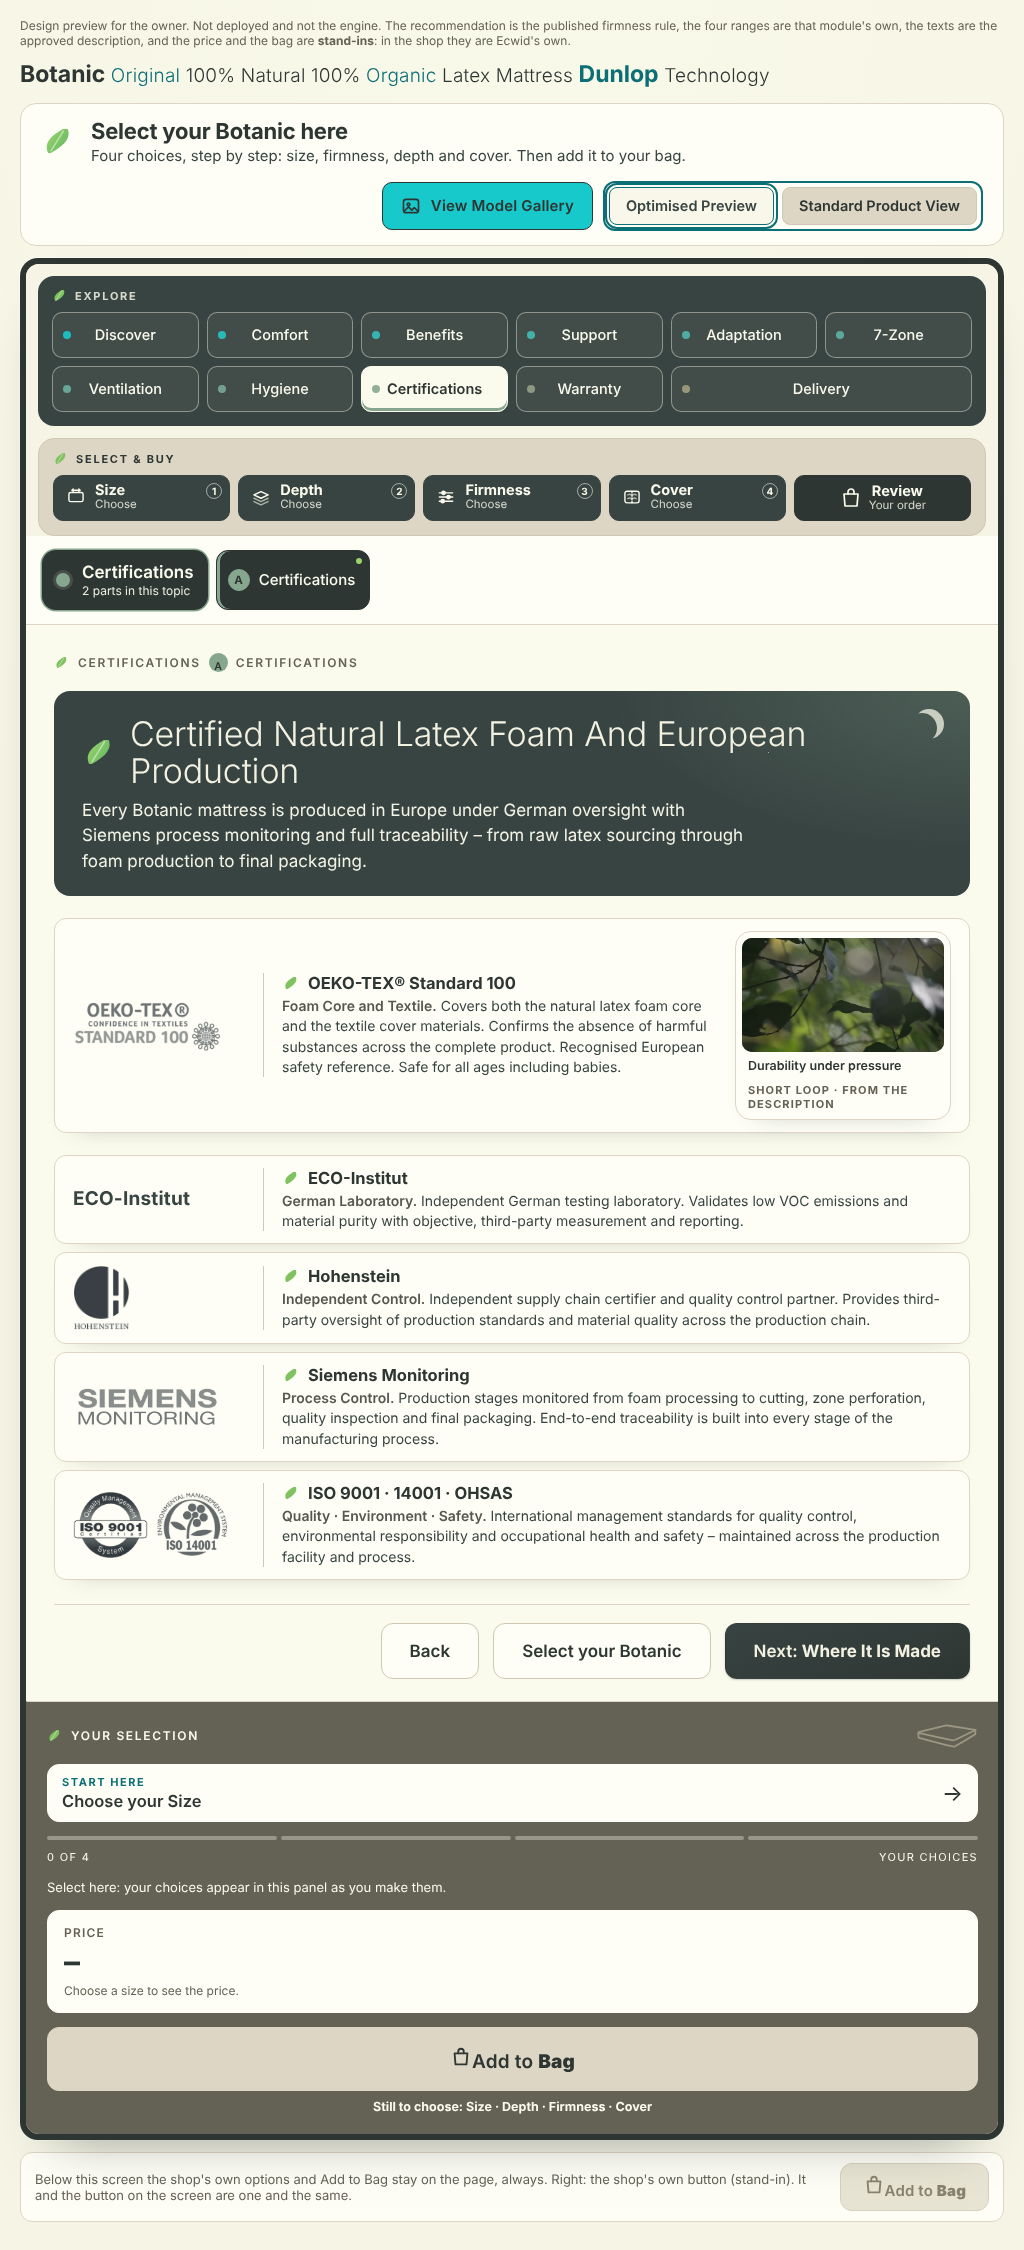 Design preview for the owner. Not deployed and not the engine. The recommendation is the published firmness rule, the four ranges are that module's own, the texts are the
approved description, and the price and the bag are stand-ins: in the shop they are Ecwid's own.
Botanic Original 100% Natural 100% Organic Latex Mattress Dunlop Technology
Select your Botanic here
Four choices, step by step: size, firmness, depth and cover. Then add it to your bag.
View Model Gallery
Optimised Preview
Standard Product View
EXPLORE
Discover
Comfort
Benefits
Support
Adaptation
7-Zone
Ventilation
Hygiene
Certifications
Warranty
Delivery
SELECT & BUY
Size
Choose
1
Depth
Choose
2
Firmness
Choose
3
Cover
Choose
4
Review
Your order
Certifications
2 parts in this topic
A Certifications
CERTIFICATIONS A CERTIFICATIONS
Certified Natural Latex Foam And European
Production
Every Botanic mattress is produced in Europe under German oversight with
Siemens process monitoring and full traceability – from raw latex sourcing through
foam production to final packaging.
OEKO-TEX®
CONFIDENCE IN TEXTILES
STANDARD 100
OEKO-TEX® Standard 100
Foam Core and Textile. Covers both the natural latex foam core
and the textile cover materials. Confirms the absence of harmful
substances across the complete product. Recognised European
safety reference. Safe for all ages including babies.
Durability under pressure
SHORT LOOP · FROM THE
DESCRIPTION
ECO-Institut
ECO-Institut
German Laboratory. Independent German testing laboratory. Validates low VOC emissions and
material purity with objective, third-party measurement and reporting.
HOHENSTEIN
Hohenstein
Independent Control. Independent supply chain certifier and quality control partner. Provides third-
party oversight of production standards and material quality across the production chain.
SIEMENS
MONITORING
Siemens Monitoring
Process Control. Production stages monitored from foam processing to cutting, zone perforation,
quality inspection and final packaging. End-to-end traceability is built into every stage of the
manufacturing process.
Quality Management
ISO 9001
Certified
System
ENVIRONMENTAL MANAGEMENT SYSTEM
ISO 14001
ISO 9001 · 14001 · OHSAS
Quality · Environment · Safety. International management standards for quality control,
environmental responsibility and occupational health and safety – maintained across the production
facility and process.
Back
Select your Botanic
Next: Where It Is Made
YOUR SELECTION
START HERE
Choose your Size
0 OF 4
YOUR CHOICES
Select here: your choices appear in this panel as you make them.
PRICE
–
Choose a size to see the price.
Add to Bag
Still to choose: Size · Depth · Firmness · Cover
Below this screen the shop's own options and Add to Bag stay on the page, always. Right: the shop's own button (stand-in). It
and the button on the screen are one and the same.
Add to Bag